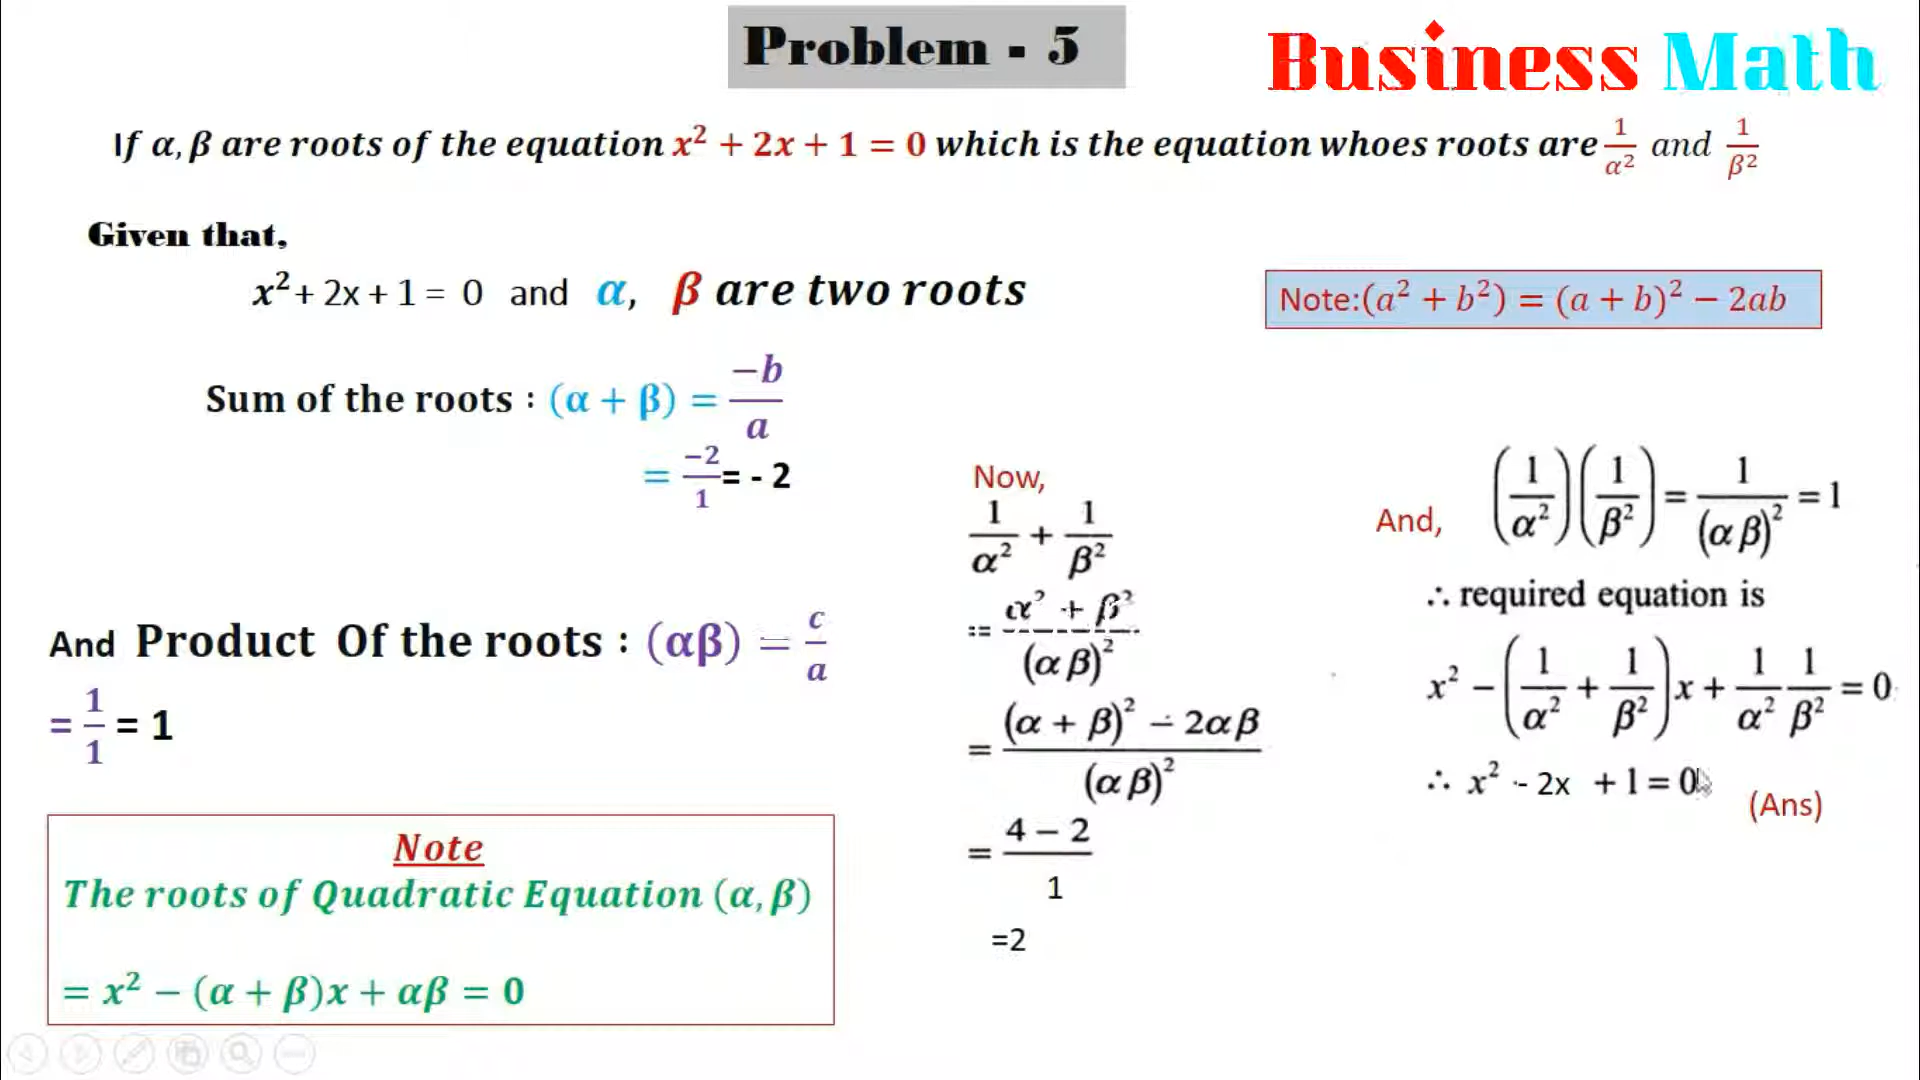 Problem - 5
Business Math
If α, β are roots of the equation x² + 2x + 1 = 0 which is the equation whoes roots are 1/α² and 1/β²
Given that,
x² + 2x + 1 = 0 and α, β are two roots
Note:(a² + b²) = (a + b)² − 2ab
Sum of the roots : (α + β) = −b/a
= −2/1 = - 2
And Product Of the roots : (αβ) = c/a
= 1/1 = 1
Note
The roots of Quadratic Equation (α, β)
= x² − (α + β)x + αβ = 0
Now,
1/α² + 1/β²
= α² + β²/(α β)²
= (α + β)² − 2αβ/(α β)²
= 4 − 2/1
=2
And, (1/α²)(1/β²) = 1/(α β)² = 1
∴ required equation is
x² − (1/α² + 1/β²)x + 1/α² 1/β² = 0
∴ x² - 2x + 1 = 0
(Ans)